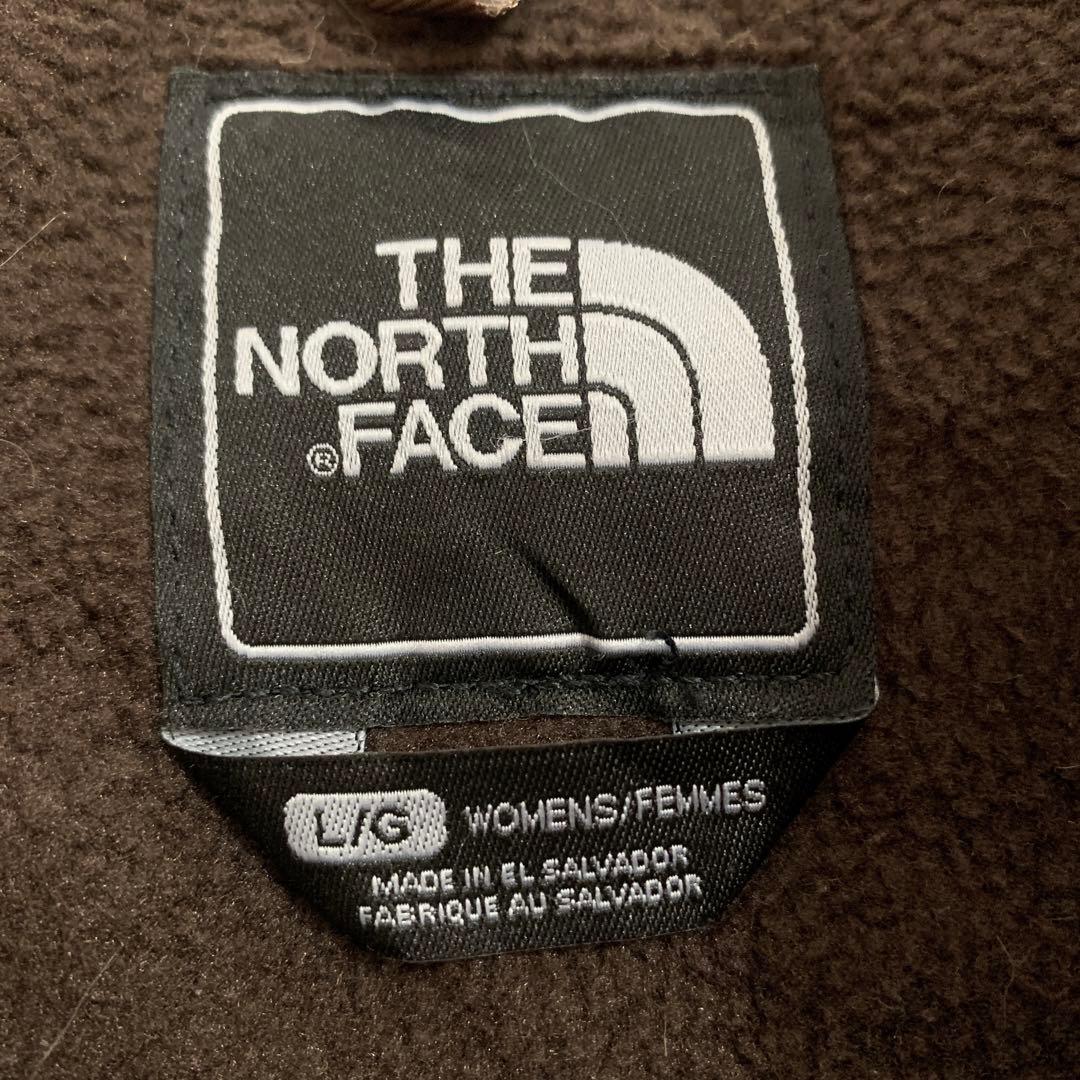 THE
NORTH
® FACE
L/G WOMENS/FEMMES
MADE IN EL SALVADOR
FABRIQUE AU SALVADOR